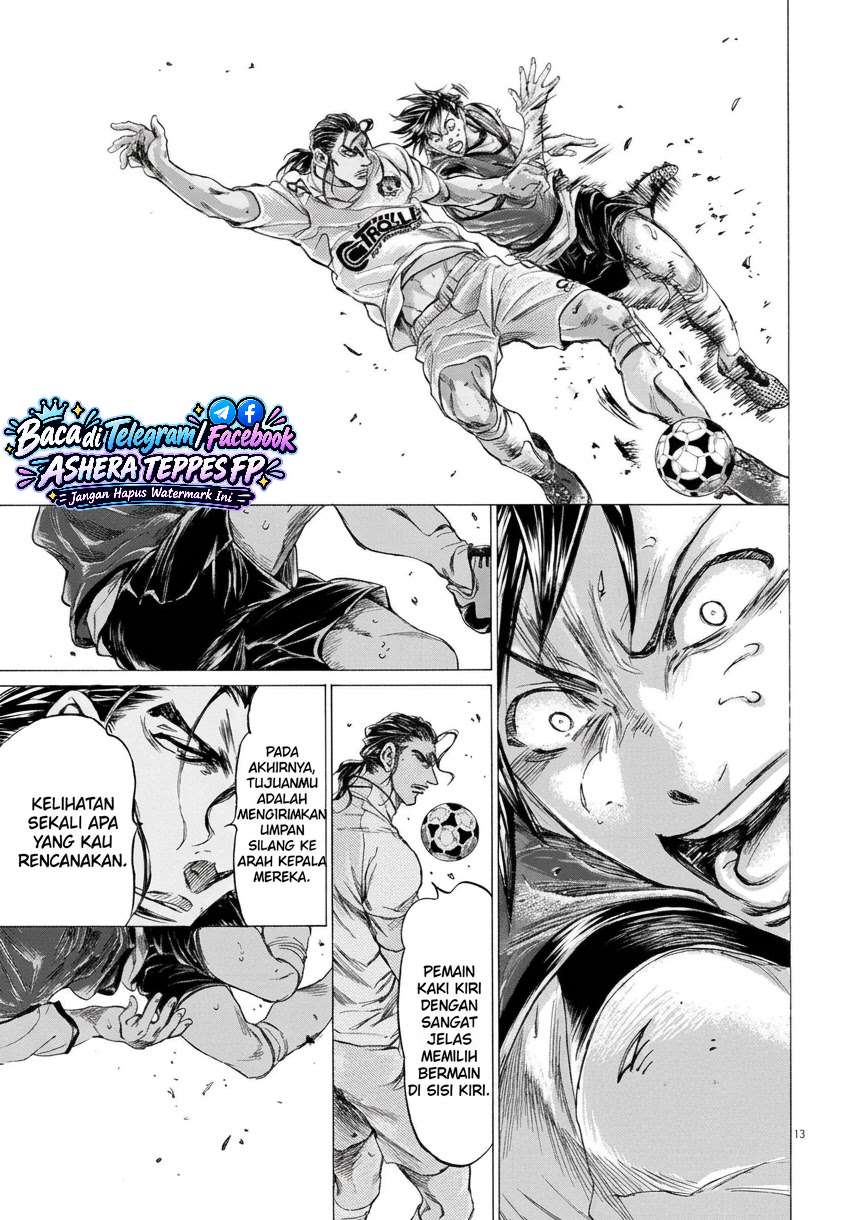 CTROLL
Baca di Telegram/Facebook
ASHERA TEPPES FP
Jangan Hapus Watermark Ini
PEMAIN
KAKI KIRI
DENGAN
SANGAT
JELAS
MEMILIH
BERMAIN
DI SISI KIRI.
PADA
AKHIRNYA,
TUJUANMU
ADALAH
MENGIRIMKAN
UMPAN
SILANG KE
ARAH KEPALA
MEREKA.
KELIHATAN
SEKALI APA
YANG KAU
RENCANAKAN.
13